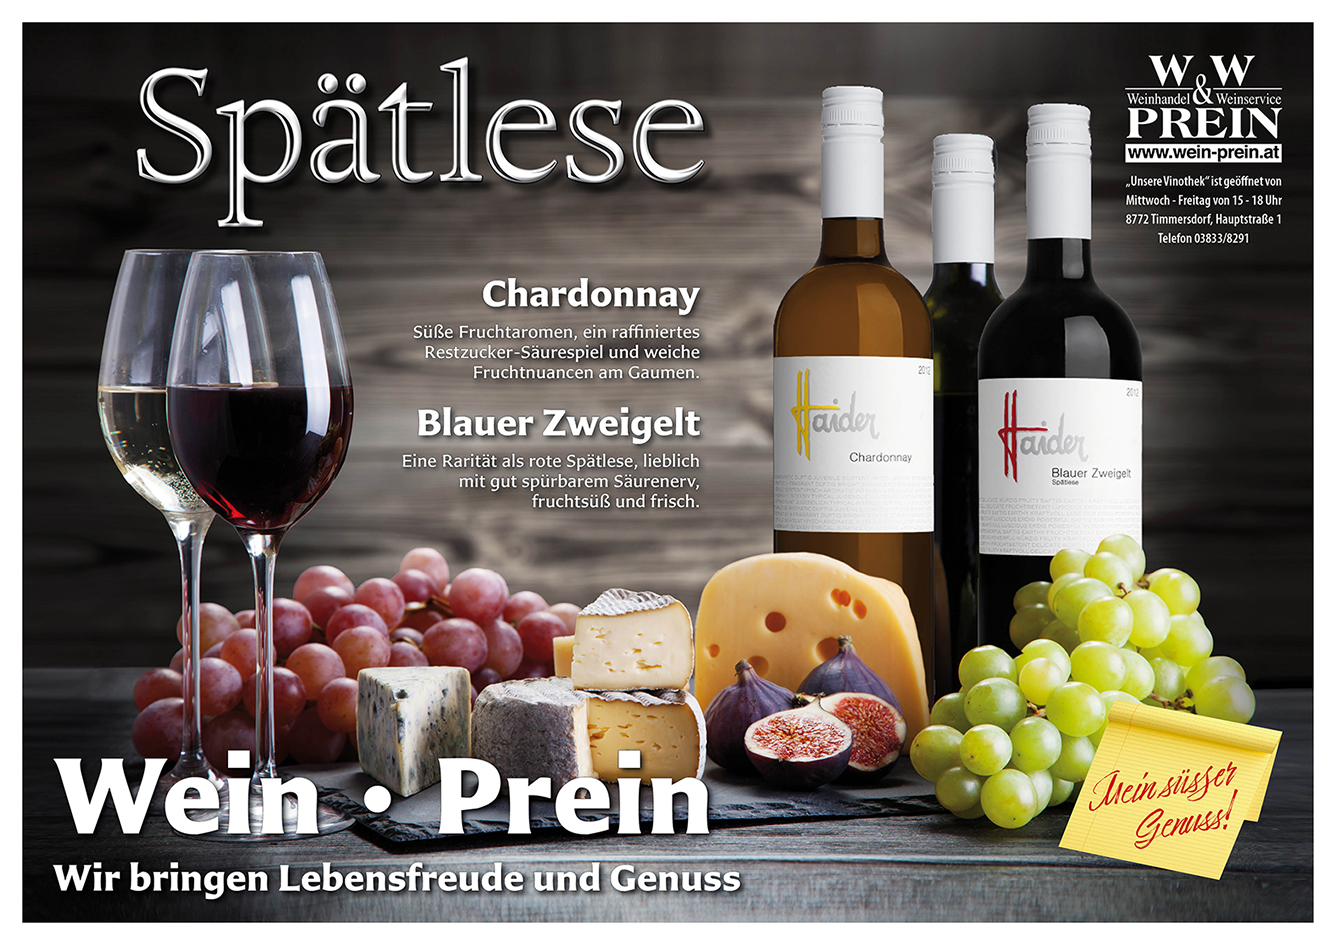 Spätlese
W & W
Weinhandel Weinservice
PREIN
www.wein-prein.at
„Unsere Vinothek“ ist geöffnet von
Mittwoch - Freitag von 15 - 18 Uhr
8772 Timmersdorf, Hauptstraße 1
Telefon 03833/8291
Chardonnay
Süße Fruchtaromen, ein raffiniertes
Restzucker-Säurespiel und weiche
Fruchtnuancen am Gaumen.
Blauer Zweigelt
Eine Rarität als rote Spätlese, lieblich
mit gut spürbarem Säurenerv,
fruchtsüß und frisch.
2012
Haider
Chardonnay
2012
Haider
Blauer Zweigelt
Spätlese
Mein süsser
Genuss!
Wein • Prein
Wir bringen Lebensfreude und Genuss